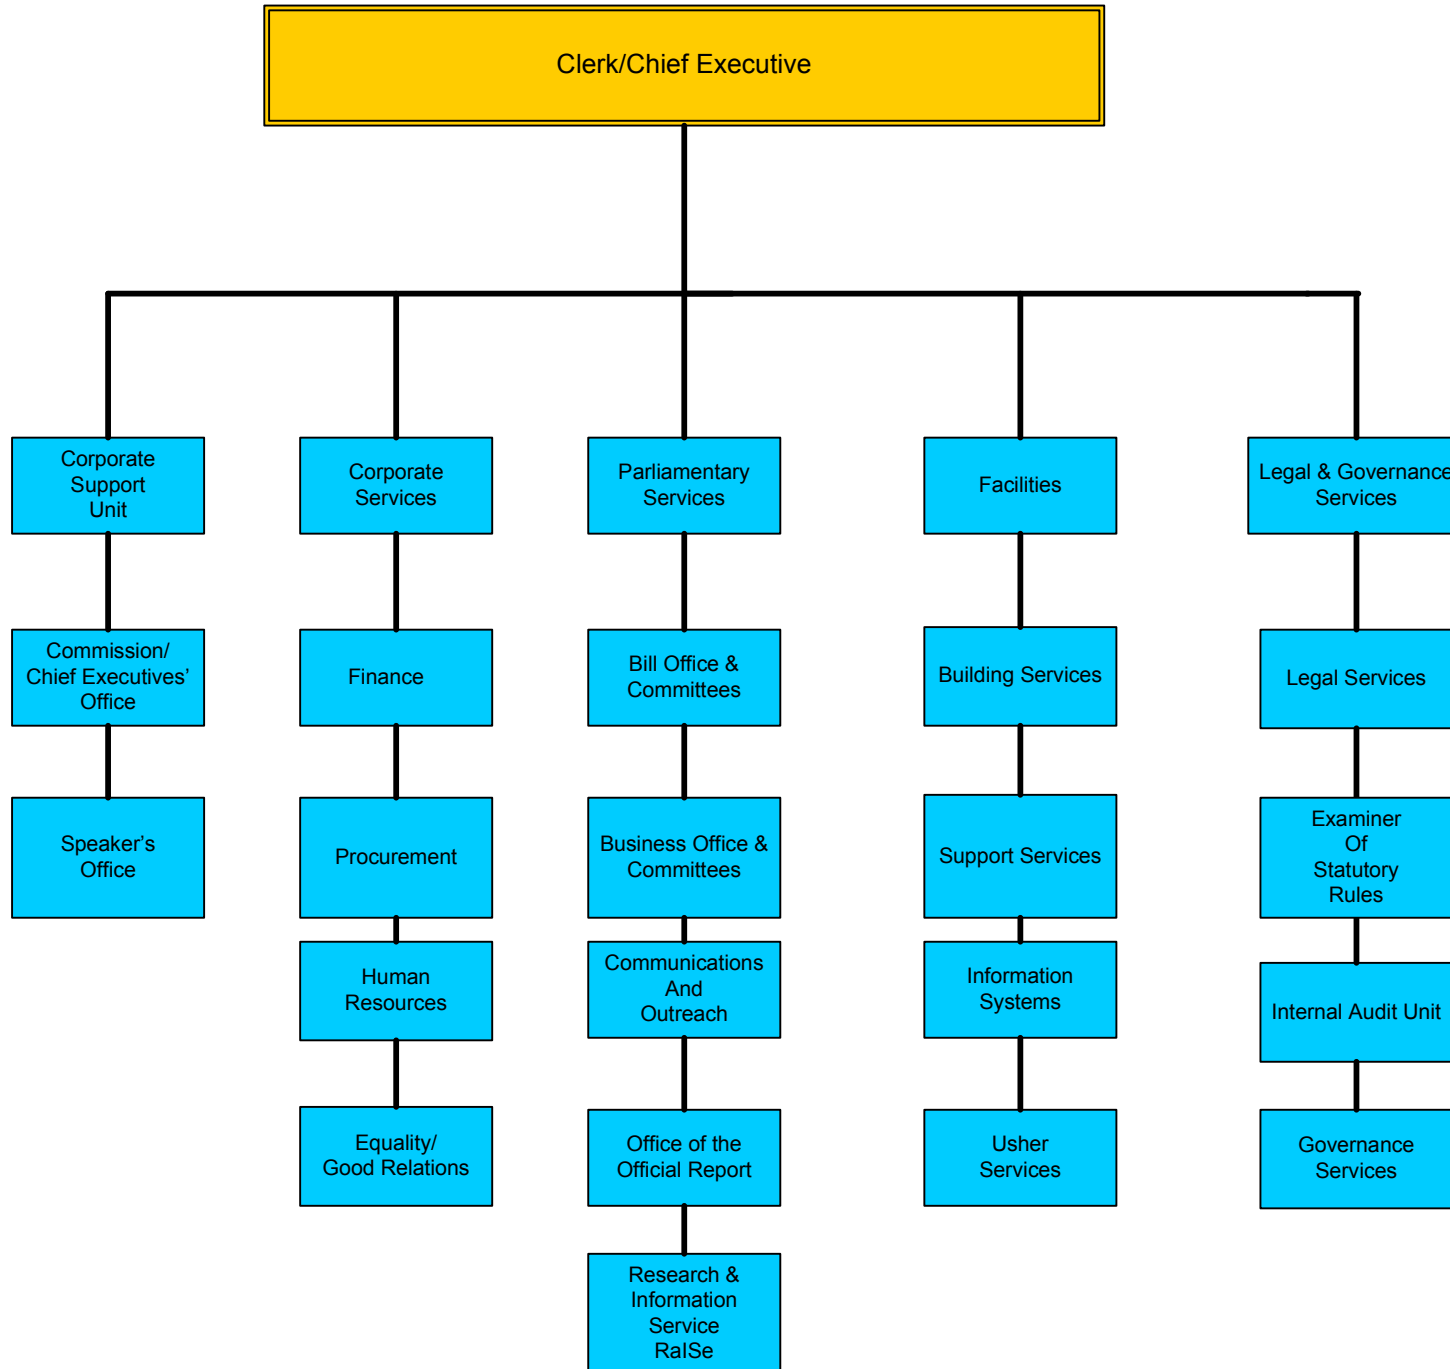 Clerk/Chief Executive
Corporate
Support
Unit
Corporate
Services
Parliamentary
Services
Facilities
Legal & Governance
Services
Commission/
Chief Executives’
Office
Finance
Bill Office &
Committees
Building Services
Legal Services
Speaker’s
Office
Procurement
Business Office &
Committees
Support Services
Examiner
Of
Statutory
Rules
Human
Resources
Communications
And
Outreach
Information
Systems
Internal Audit Unit
Equality/
Good Relations
Office of the
Official Report
Usher
Services
Governance
Services
Research &
Information
Service
RaISe